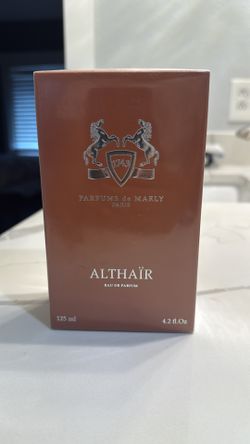 1743
PARFUMS de MARLY
PARIS
ALTHAÏR
EAU DE PARFUM
125 ml 4.2 fl.Oz